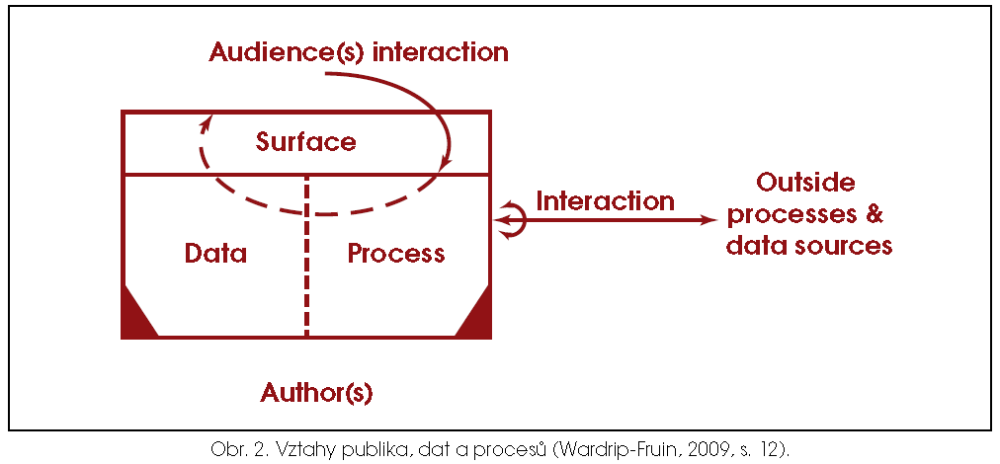 Audience(s) interaction
Surface
Data
Process
Interaction
Outside
processes &
data sources
Author(s)
Obr. 2. Vztahy publika, dat a procesů (Wardrip-Fruin, 2009, s. 12).